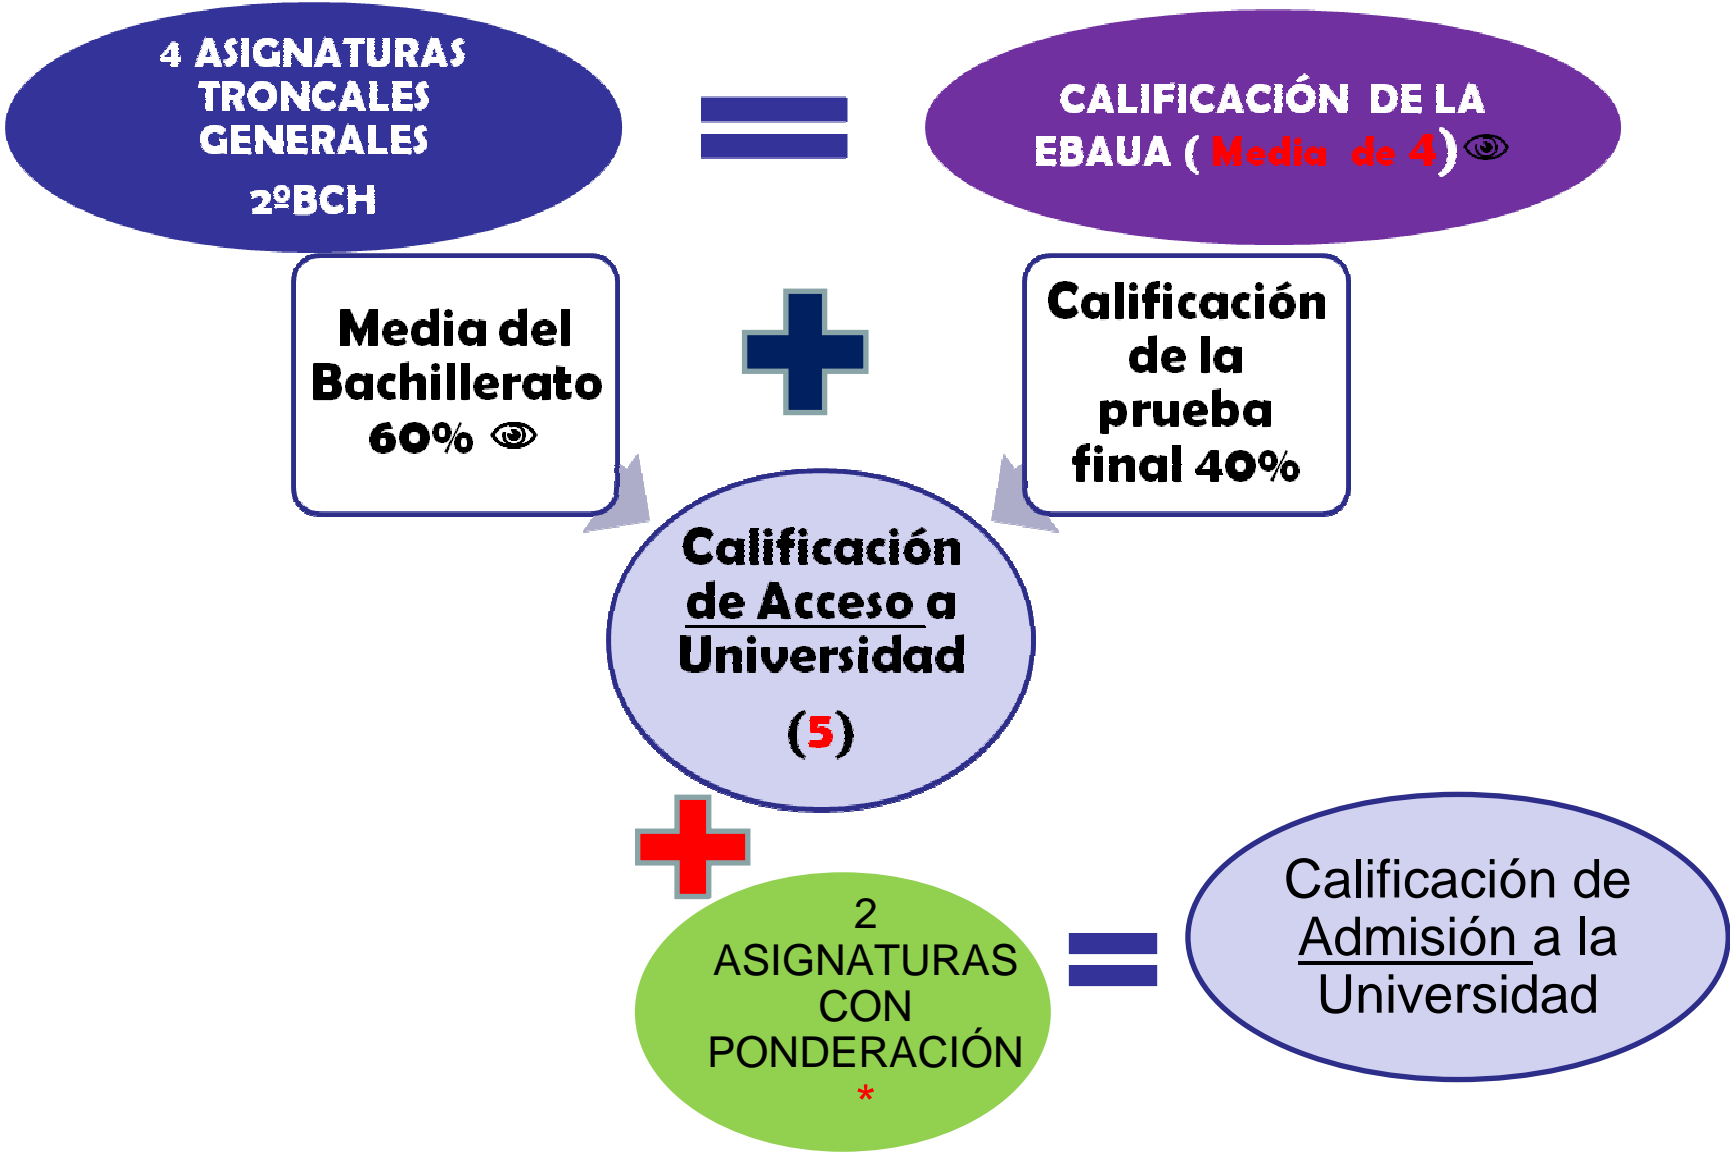 4 ASIGNATURAS
TRONCALES
GENERALES
2ºBCH
CALIFICACIÓN DE LA
EBAUA ( Media de 4)
Media del
Bachillerato
60%
Calificación
de la
prueba
final 40%
Calificación
de Acceso a
Universidad
(5)
2
ASIGNATURAS
CON
PONDERACIÓN
*
Calificación de
Admisión a la
Universidad